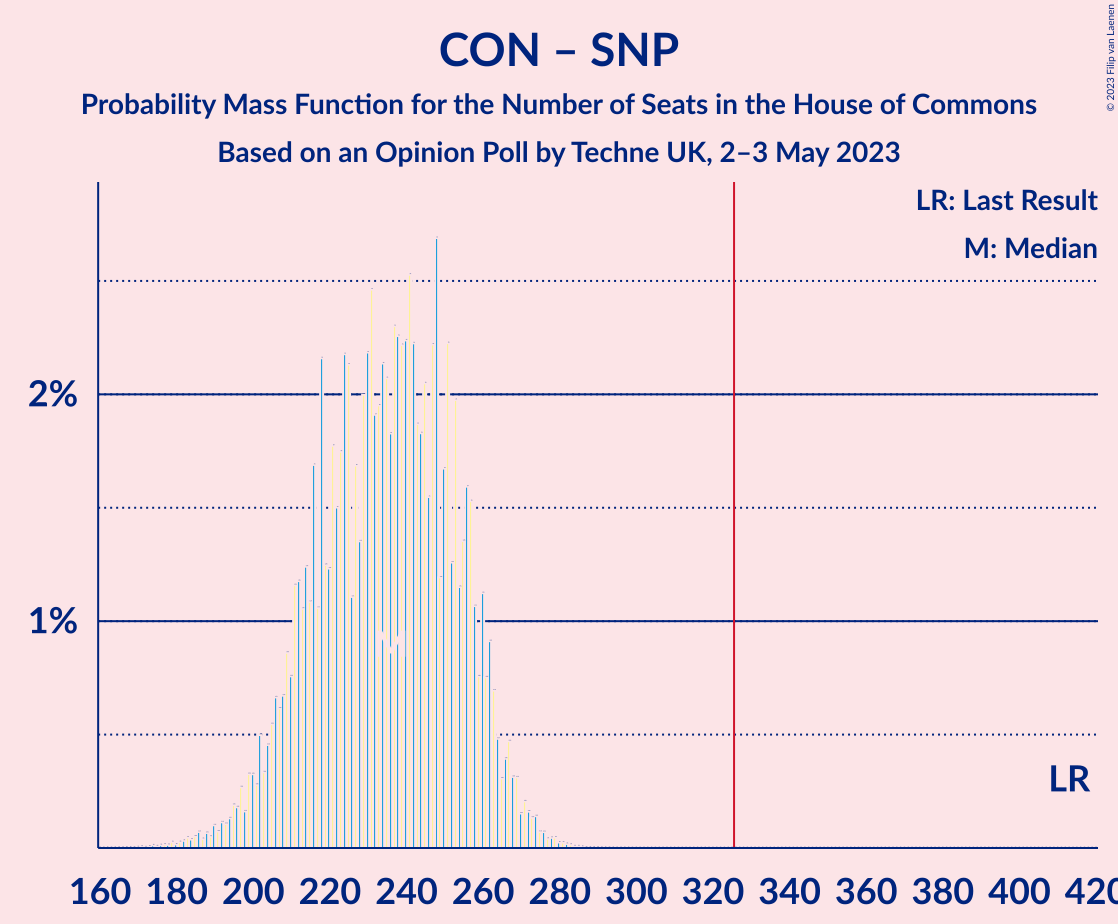 CON – SNP
Probability Mass Function for the Number of Seats in the House of Commons
Based on an Opinion Poll by Techne UK, 2–3 May 2023
© 2023 Filip van Laenen
LR: Last Result
M: Median
2%
1%
LR
160 180 200 220 240 260 280 300 320 340 360 380 400 420